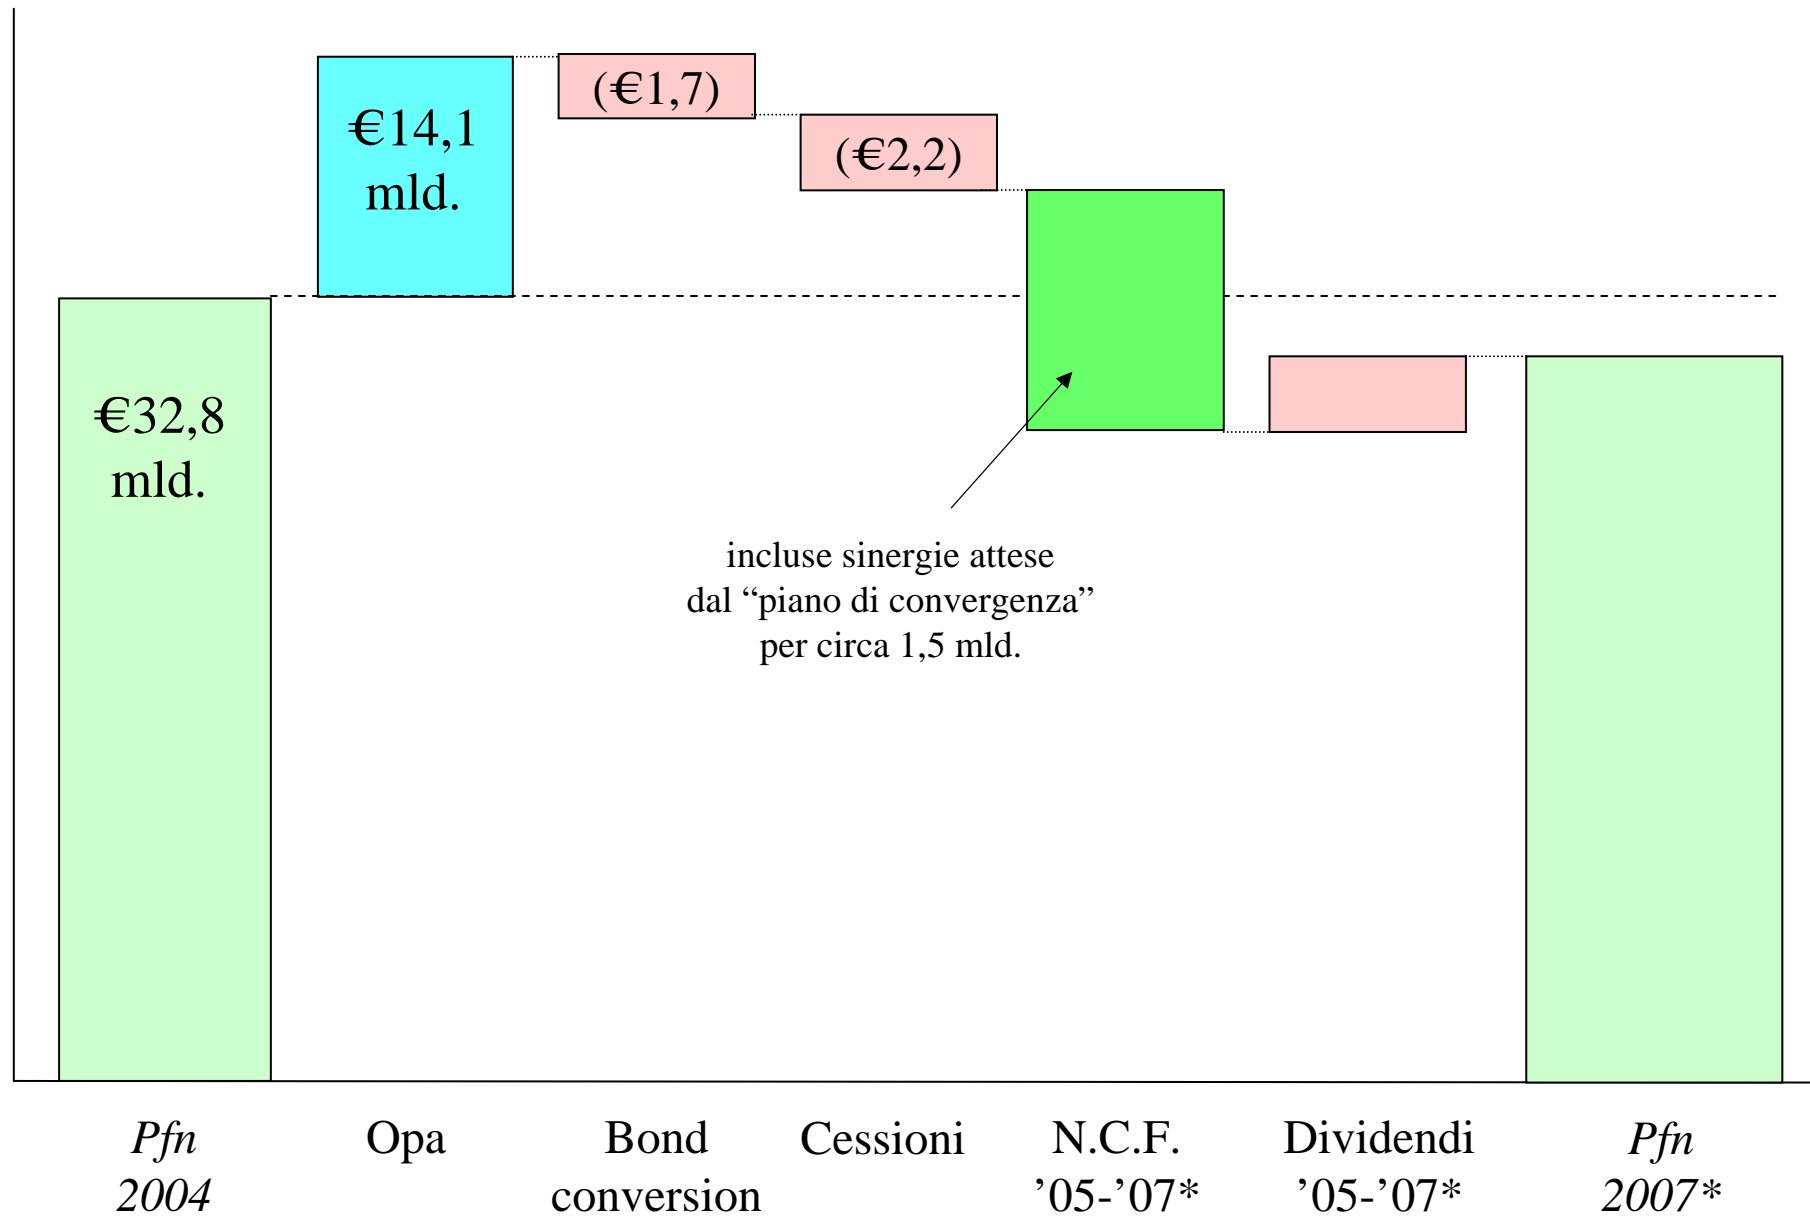 €14,1
mld.
(€1,7)
(€2,2)
€32,8
mld.
incluse sinergie attese
dal “piano di convergenza”
per circa 1,5 mld.
Pfn
2004
Opa
Bond
conversion
Cessioni
N.C.F.
’05-’07*
Dividendi
’05-’07*
Pfn
2007*